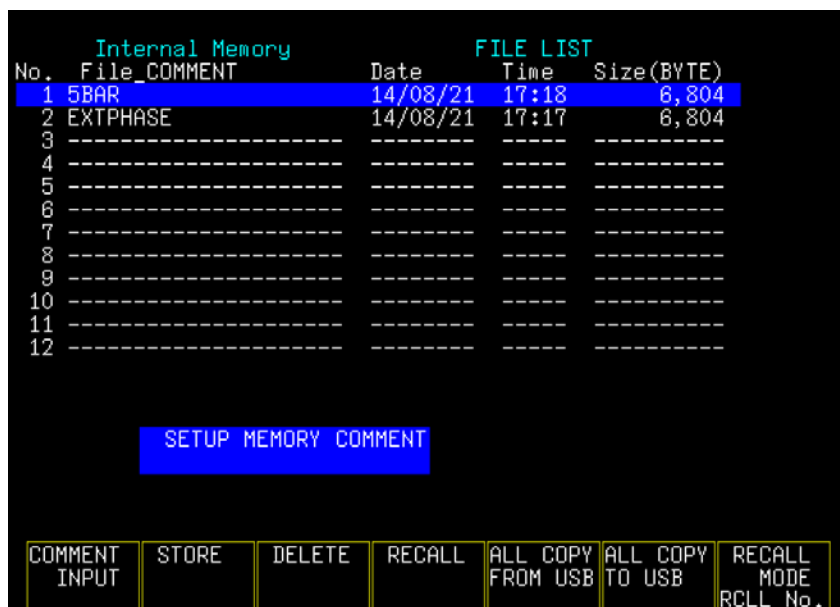 Internal Memory FILE LIST
No. File_COMMENT Date Time Size(BYTE)
1 5BAR 14/08/21 17:18 6,804
2 EXTPHASE 14/08/21 17:17 6,804
3 --------------------- -------- ----- ----------
4 --------------------- -------- ----- ----------
5 --------------------- -------- ----- ----------
6 --------------------- -------- ----- ----------
7 --------------------- -------- ----- ----------
8 --------------------- -------- ----- ----------
9 --------------------- -------- ----- ----------
10 --------------------- -------- ----- ----------
11 --------------------- -------- ----- ----------
12 --------------------- -------- ----- ----------
SETUP MEMORY COMMENT
COMMENT STORE DELETE RECALL ALL COPY ALL COPY RECALL
INPUT FROM USB TO USB MODE
RCLL No.